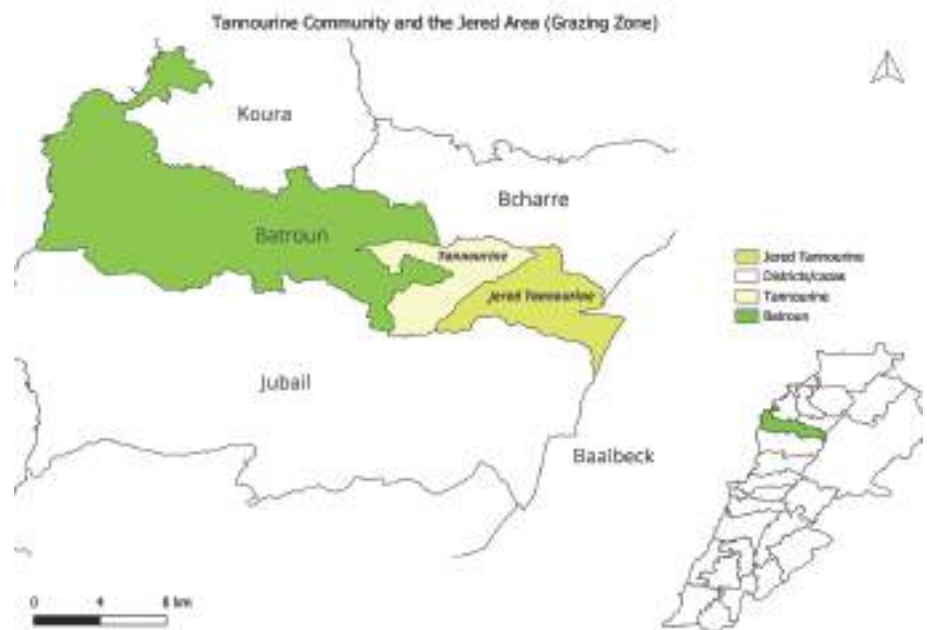 Tannourine Community and the Jered Area (Grazing Zone)
Koura
Bcharre
Batroun
Tannourine
Jered Tannourine
Jubail
Baalbeck
Jered Tannourine
Districts/cazas
Tannourine
Batroun
0 4 8 km